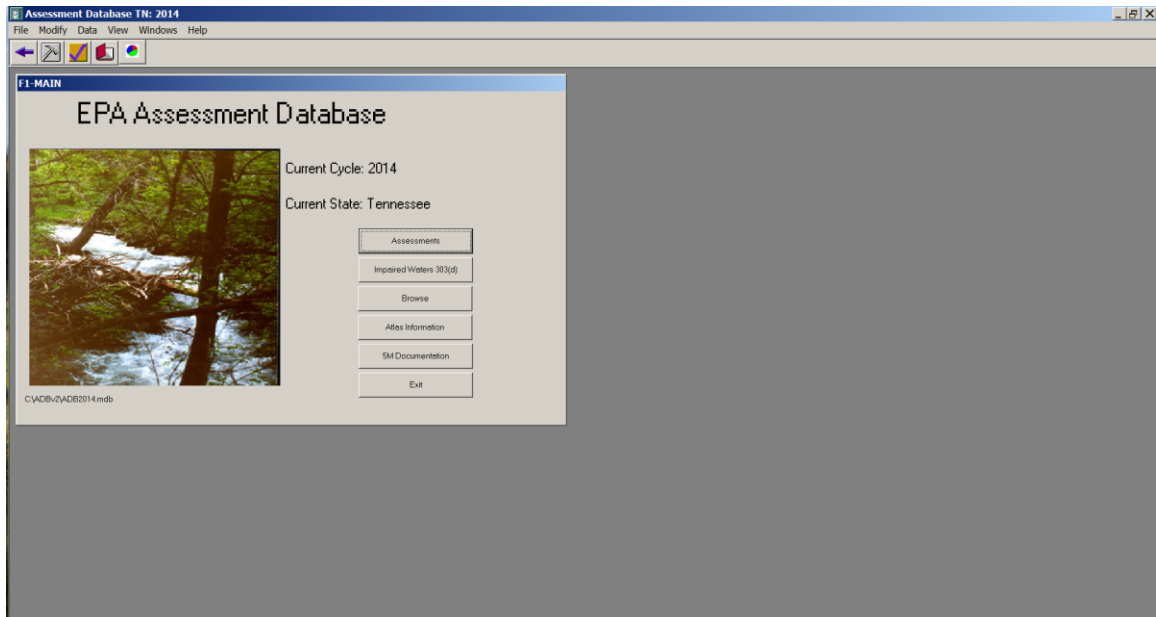 Assessment Database TN: 2014
File Modify Data View Windows Help
F1-MAIN
EPA Assessment Database
Current Cycle: 2014
Current State: Tennessee
Assessments
Impaired Waters 303(d)
Browse
Atlas Information
5M Documentation
Exit
C:\ADBv2\ADB2014.mdb